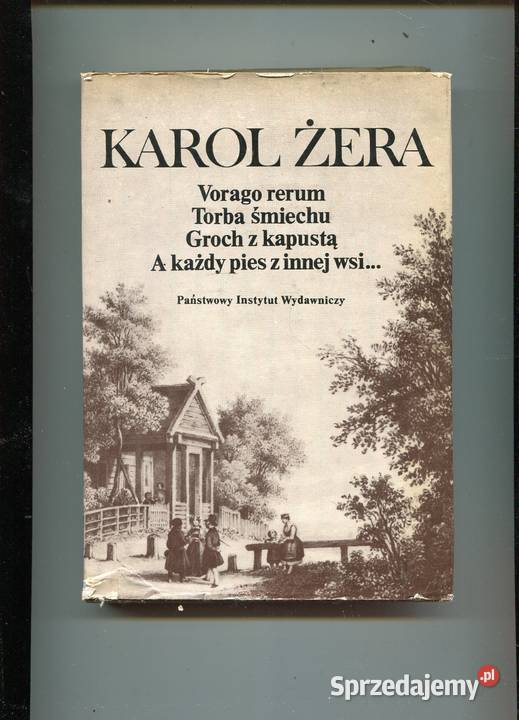 KAROL ŻERA
Vorago rerum
Torba śmiechu
Groch z kapustą
A każdy pies z innej wsi...
Państwowy Instytut Wydawniczy
Sprzedajemy.pl